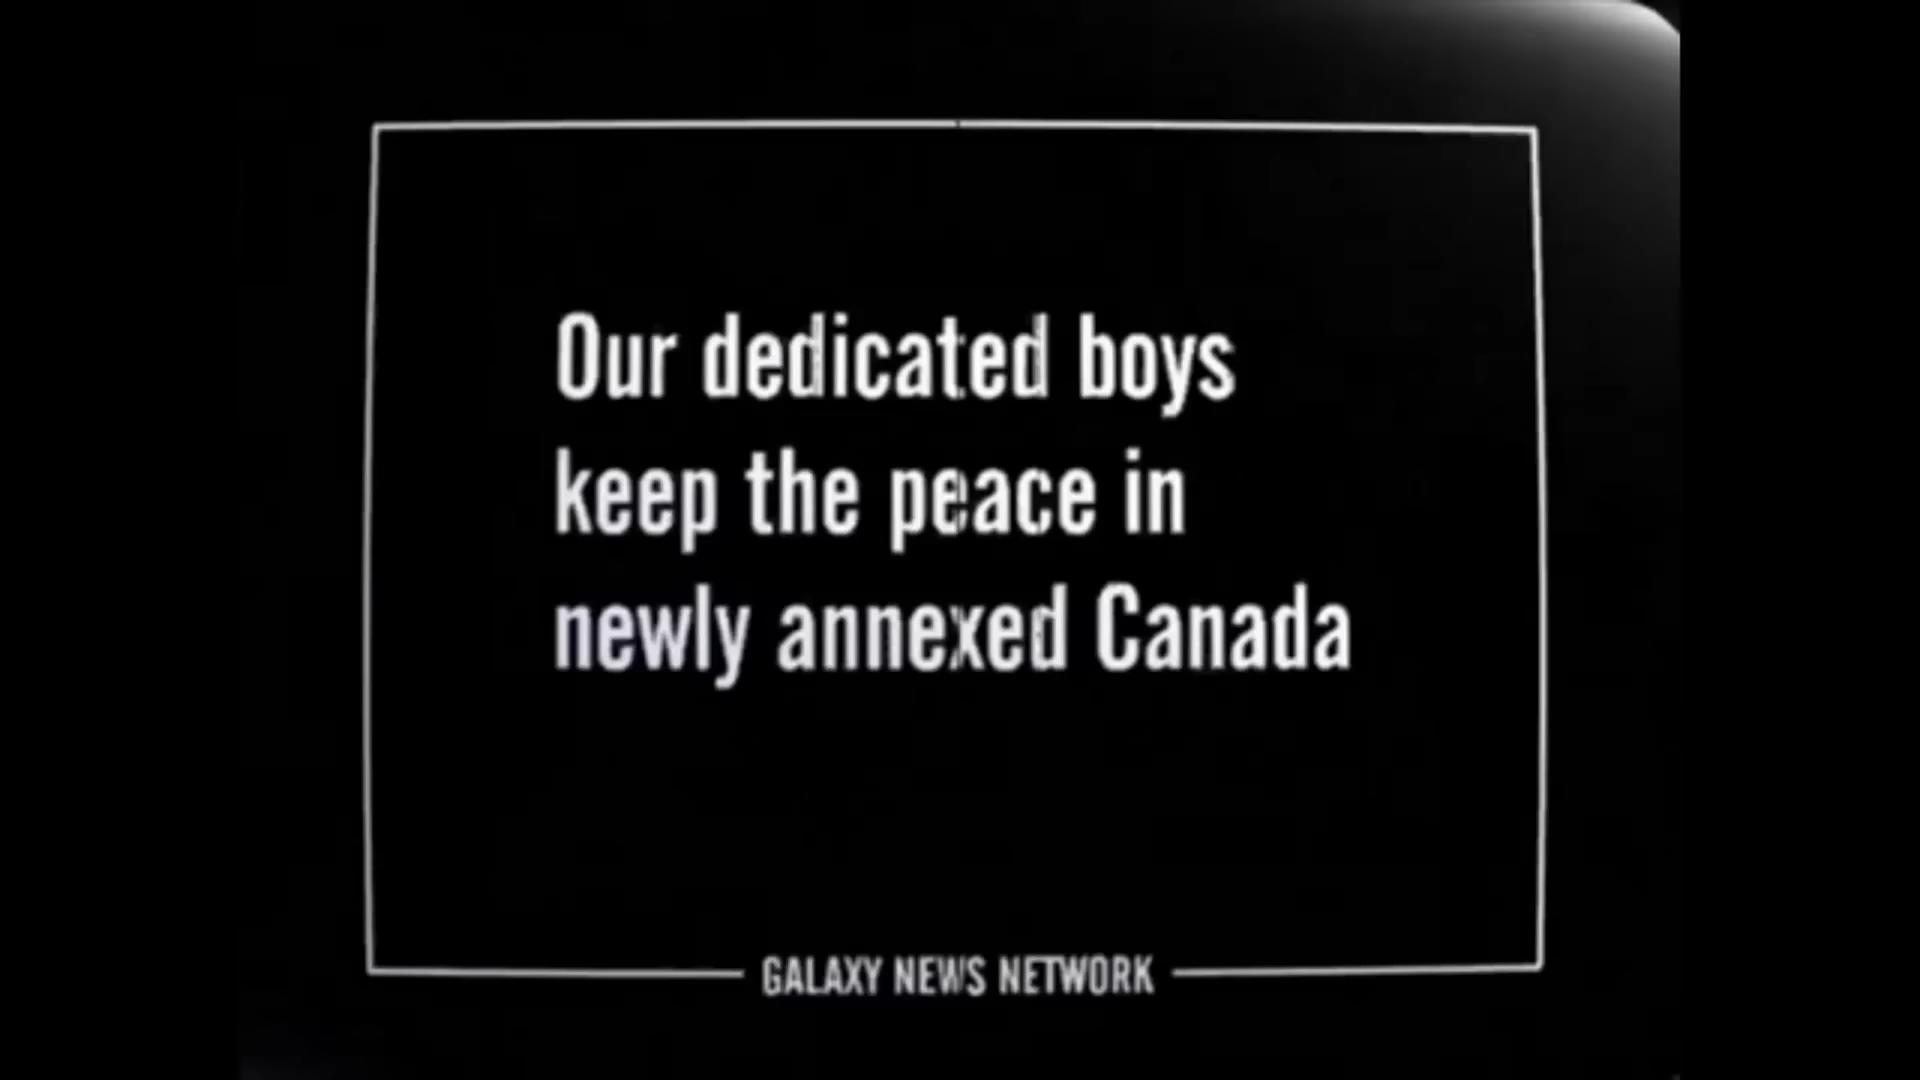 Our dedicated boys
keep the peace in
newly annexed Canada
GALAXY NEWS NETWORK